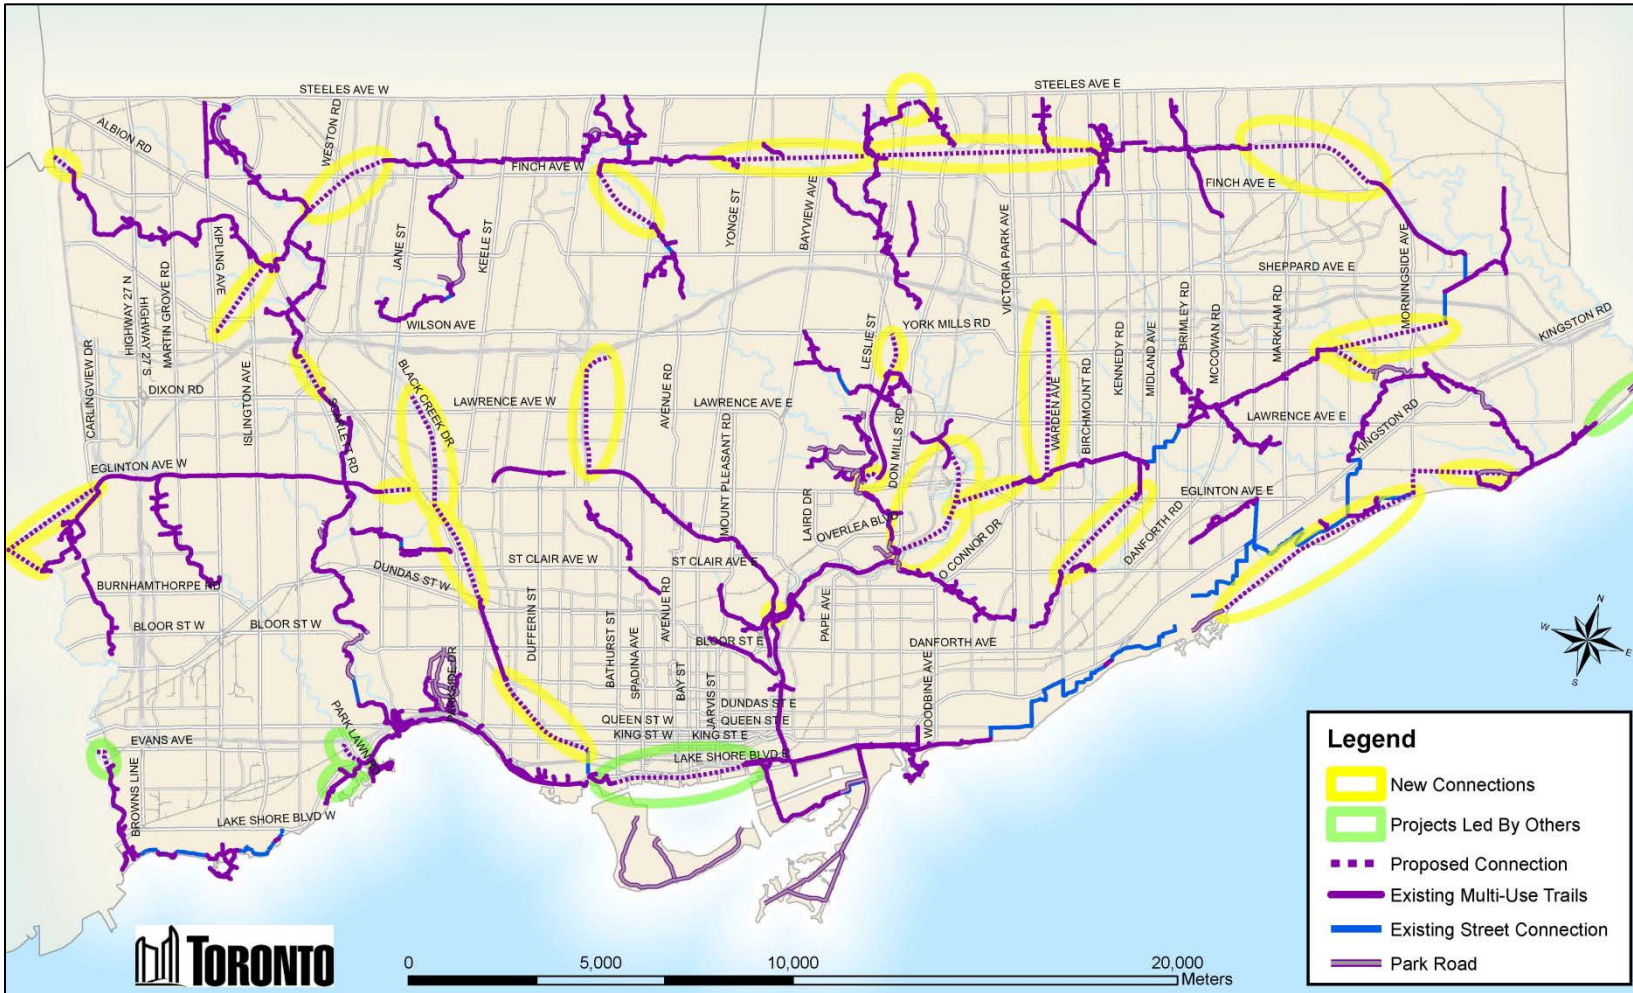 STEELES AVE W
STEELES AVE E
ALBION RD
WESTON RD
FINCH AVE W
FINCH AVE E
KIPLING AVE
JANE ST
KEELE ST
YONGE ST
BAYVIEW AVE
VICTORIA PARK AVE
MORNINGSIDE AVE
SHEPPARD AVE E
HIGHWAY 27 N
HIGHWAY 27 S
MARTIN GROVE RD
CARLINGVIEW DR
WILSON AVE
LESLIE ST
YORK MILLS RD
KENNEDY RD
MIDLAND AVE
BRIMLEY RD
MCCOWAN RD
MARKHAM RD
KINGSTON RD
DIXON RD
ISLINGTON AVE
BLACK CREEK DR
SCARLETT RD
LAWRENCE AVE W
AVENUE RD
LAWRENCE AVE E
MOUNT PLEASANT RD
DON MILLS RD
WARDEN AVE
BIRCHMOUNT RD
LAWRENCE AVE E
KINGSTON RD
EGLINTON AVE W
EGLINTON AVE E
LAIRD DR
OVERLEA BLVD
O CONNOR DR
DANFORTH RD
ST CLAIR AVE W
ST CLAIR AVE E
BURNHAMTHORPE RD
DUNDAS ST W
BLOOR ST W
BLOOR ST W
DUFFERIN ST
BATHURST ST
SPADINA AVE
AVENUE RD
BLOOR ST E
PAPE AVE
DANFORTH AVE
PARKSIDE DR
BAY ST
JARVIS ST
WOODBINE AVE
DUNDAS ST E
QUEEN ST W
QUEEN ST E
KING ST W
KING ST E
EVANS AVE
PARK LAWN
LAKE SHORE BLVD E
BROWNS LINE
LAKE SHORE BLVD W
N
W
E
S
Legend
New Connections
Projects Led By Others
Proposed Connection
Existing Multi-Use Trails
Existing Street Connection
Park Road
TORONTO
0 5,000 10,000 20,000
Meters